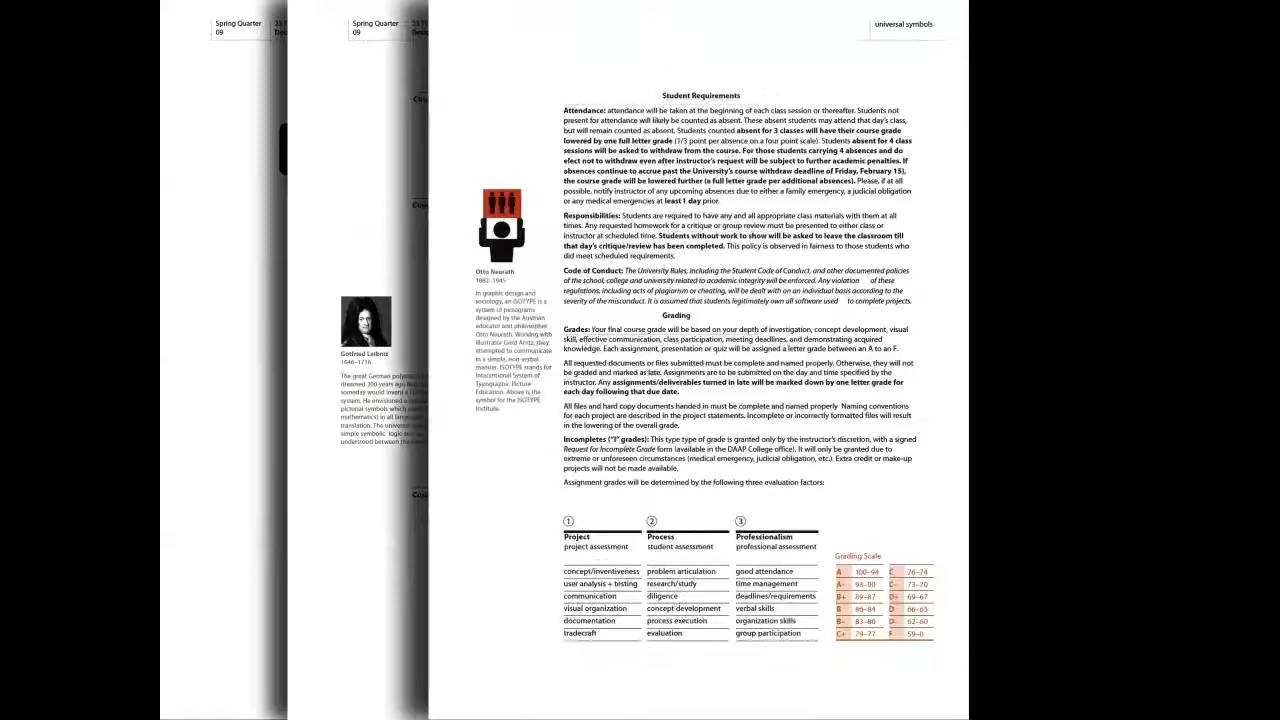 Spring Quarter
09
Spring Quarter
09
universal symbols
Gotfried Leibniz
1646–1716
The great German
dreamed 300 years ago
someday would invent a
system. He envisioned a
pictorial symbols which
mathematics) in all
translation. The
simple symbolic logic
understood between the
Otto Neurath
1882–1945
In graphic design and
sociology, an ISOTYPE is a
system of pictograms
designed by the Austrian
educator and philosopher
Otto Neurath. Working with
illustrator Gerd Arntz, they
attempted to communicate
in a simple, non-verbal
manner. ISOTYPE stands for
International System of
Typographic Picture
Education. Above is the
symbol for the ISOTYPE
Institute.
Student Requirements
Attendance: attendance will be taken at the beginning of each class session or thereafter. Students not
present for attendance will likely be counted as absent. These absent students may attend that day's class,
but will remain counted as absent. Students counted absent for 3 classes will have their course grade
lowered by one full letter grade (1/3 point per absence on a four point scale). Students absent for 4 class
sessions will be asked to withdraw from the course. For those students carrying 4 absences and do
elect not to withdraw even after instructor's request will be subject to further academic penalties. If
absences continue to accrue past the University's course withdraw deadline of Friday, February 15),
the course grade will be lowered further (a full letter grade per additional absences). Please, if at all
possible, notify instructor of any upcoming absences due to either a family emergency, a judicial obligation
or any medical emergencies at least 1 day prior.
Responsibilities: Students are required to have any and all appropriate class materials with them at all
times. Any requested homework for a critique or group review must be presented to either class or
instructor at scheduled time. Students without work to show will be asked to leave the classroom till
that day's critique/review has been completed. This policy is observed in fairness to those students who
did meet scheduled requirements.
Code of Conduct: The University Rules, including the Student Code of Conduct, and other documented policies
of the school, college and university related to academic integrity will be enforced. Any violation of these
regulations, including acts of plagiarism or cheating, will be dealt with on an individual basis according to the
severity of the misconduct. It is assumed that students legitimately own all software used to complete projects.
Grading
Grades: Your final course grade will be based on your depth of investigation, concept development, visual
skill, effective communication, class participation, meeting deadlines, and demonstrating acquired
knowledge. Each assignment, presentation or quiz will be assigned a letter grade between an A to an F.
All requested documents or files submitted must be complete and named properly. Otherwise, they will not
be graded and marked as late. Assignments are to be submitted on the day and time specified by the
instructor. Any assignments/deliverables turned in late will be marked down by one letter grade for
each day following that due date.
All files and hard copy documents handed in must be complete and named properly Naming conventions
for each project are described in the project statements. Incomplete or incorrectly formatted files will result
in the lowering of the overall grade.
Incompletes ("I" grades): This type type of grade is granted only by the instructor's discretion, with a signed
Request for Incomplete Grade form (available in the DAAP College office). It will only be granted due to
extreme or unforeseen circumstances (medical emergency, judicial obligation, etc.). Extra credit or make-up
projects will not be made available.
Assignment grades will be determined by the following three evaluation factors:
1 2 3
Project Process Professionalism
project assessment student assessment professional assessment
concept/inventiveness problem articulation good attendance
user analysis + testing research/study time management
communication diligence deadlines/requirements
visual organization concept development verbal skills
documentation process execution organization skills
tradecraft evaluation group participation
Grading Scale
A 100–94 C 76–74
A- 93–90 C- 73–70
B+ 89–87 D+ 69–67
B 86–84 D 66–63
B- 83–80 D- 62–60
C+ 79–77 F 59–0